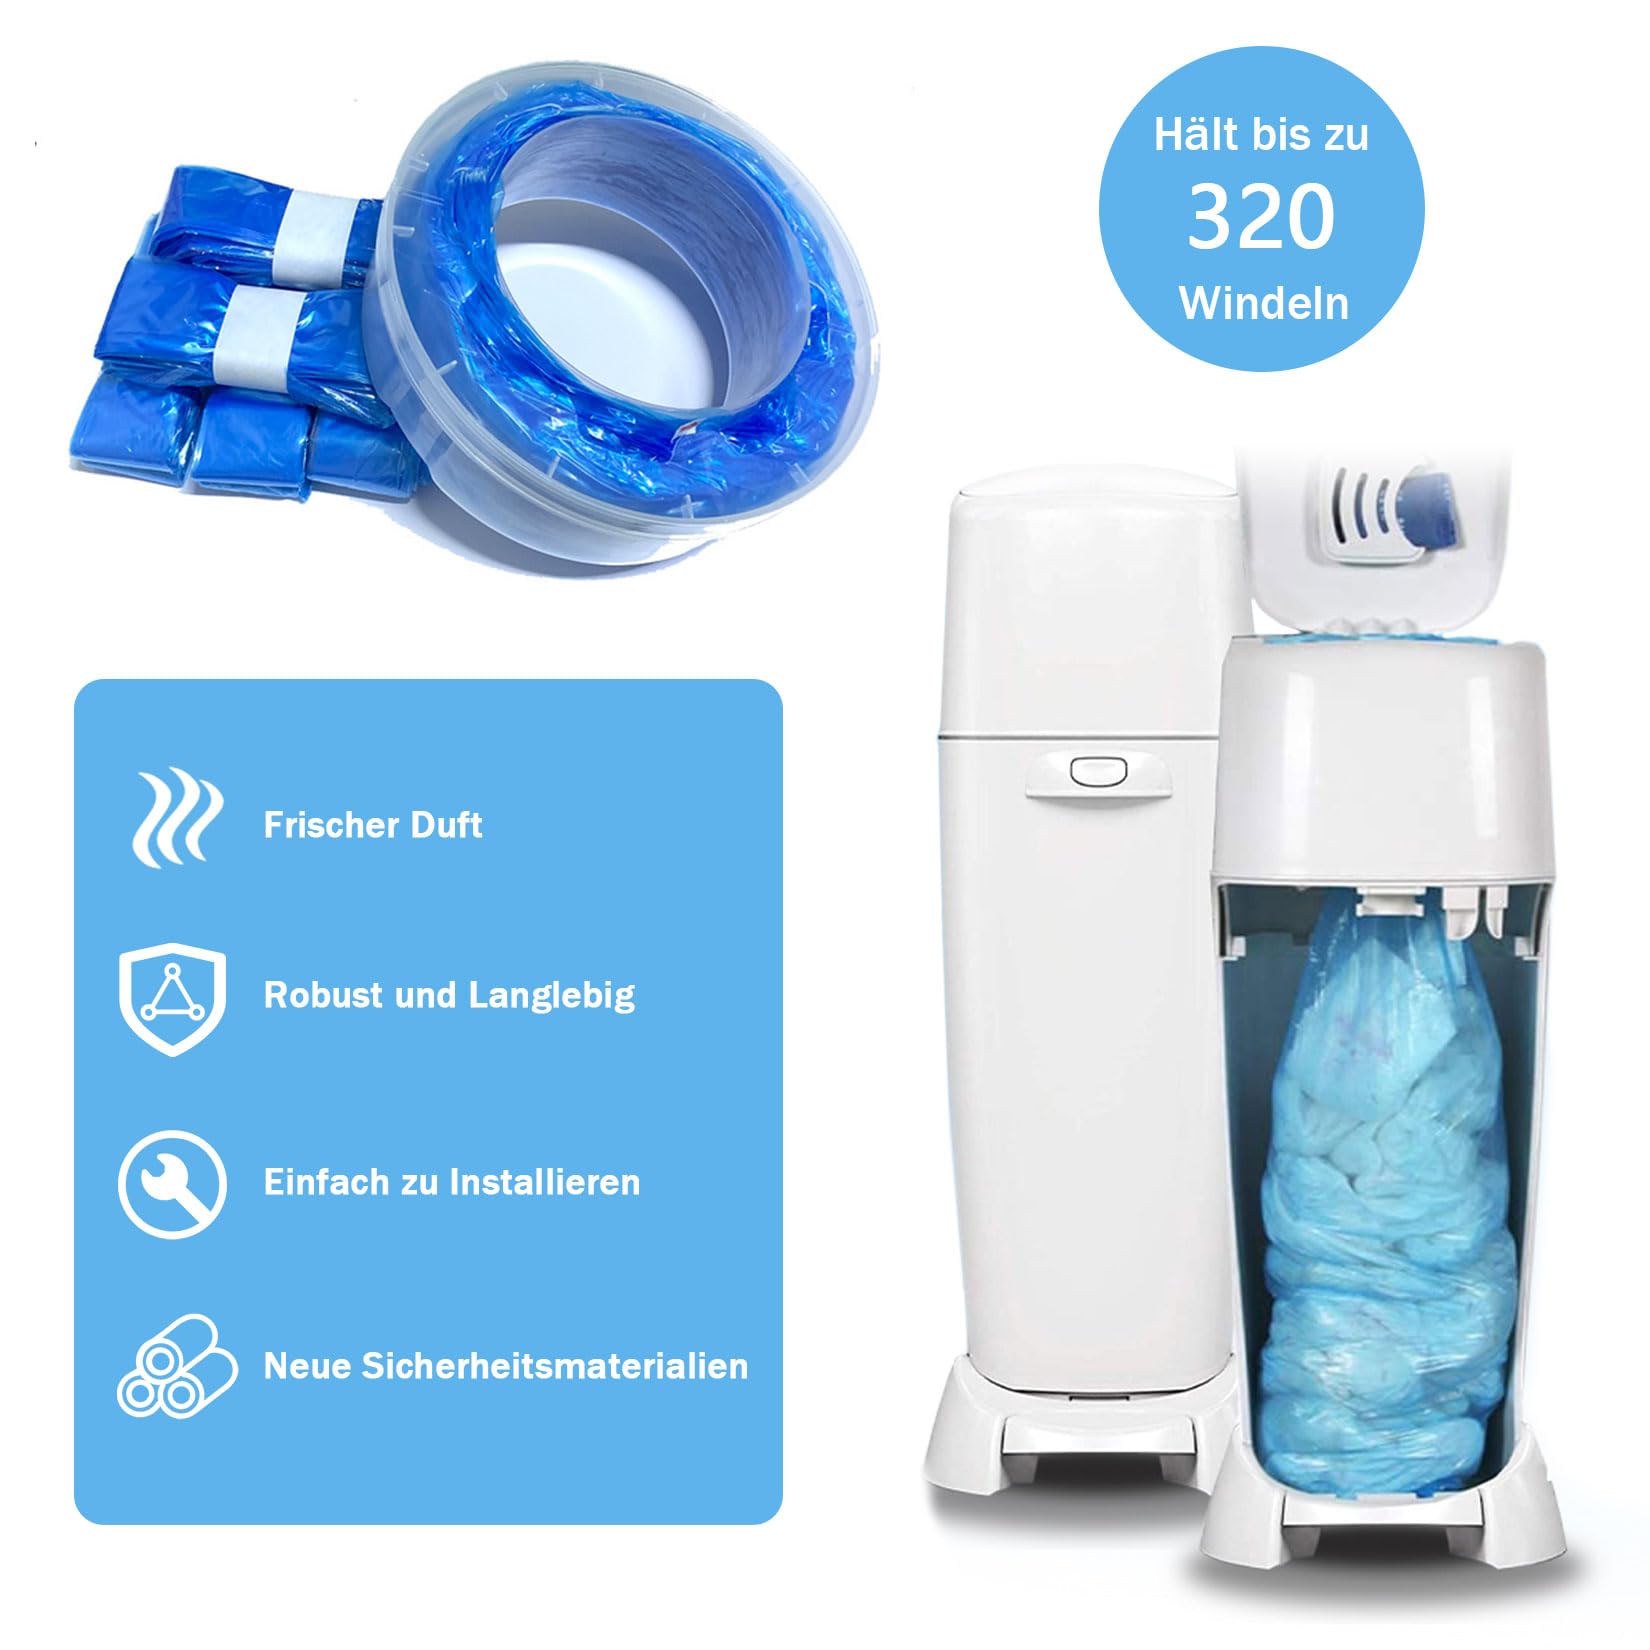 Hält bis zu
320
Windeln
Frischer Duft
Robust und Langlebig
Einfach zu Installieren
Neue Sicherheitsmaterialien